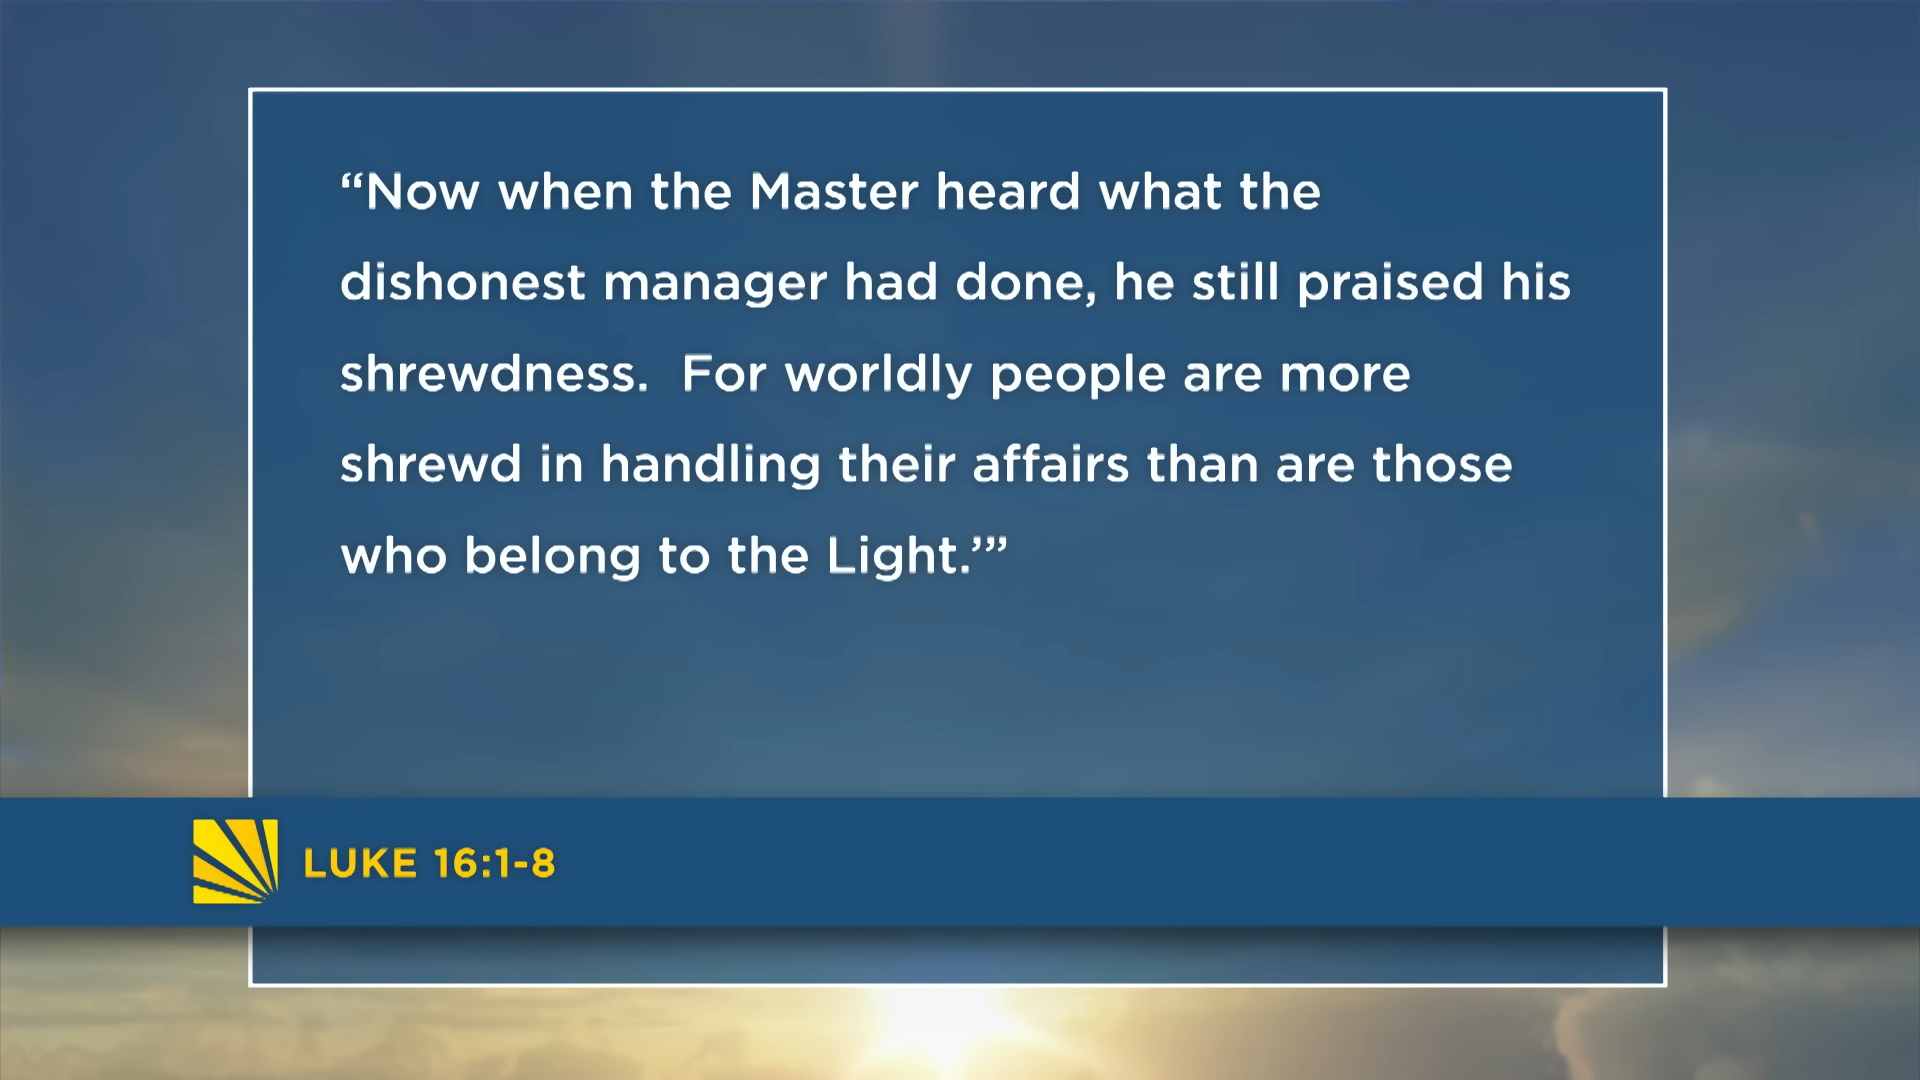 “Now when the Master heard what the
dishonest manager had done, he still praised his
shrewdness.  For worldly people are more
shrewd in handling their affairs than are those
who belong to the Light.’”
LUKE 16:1-8